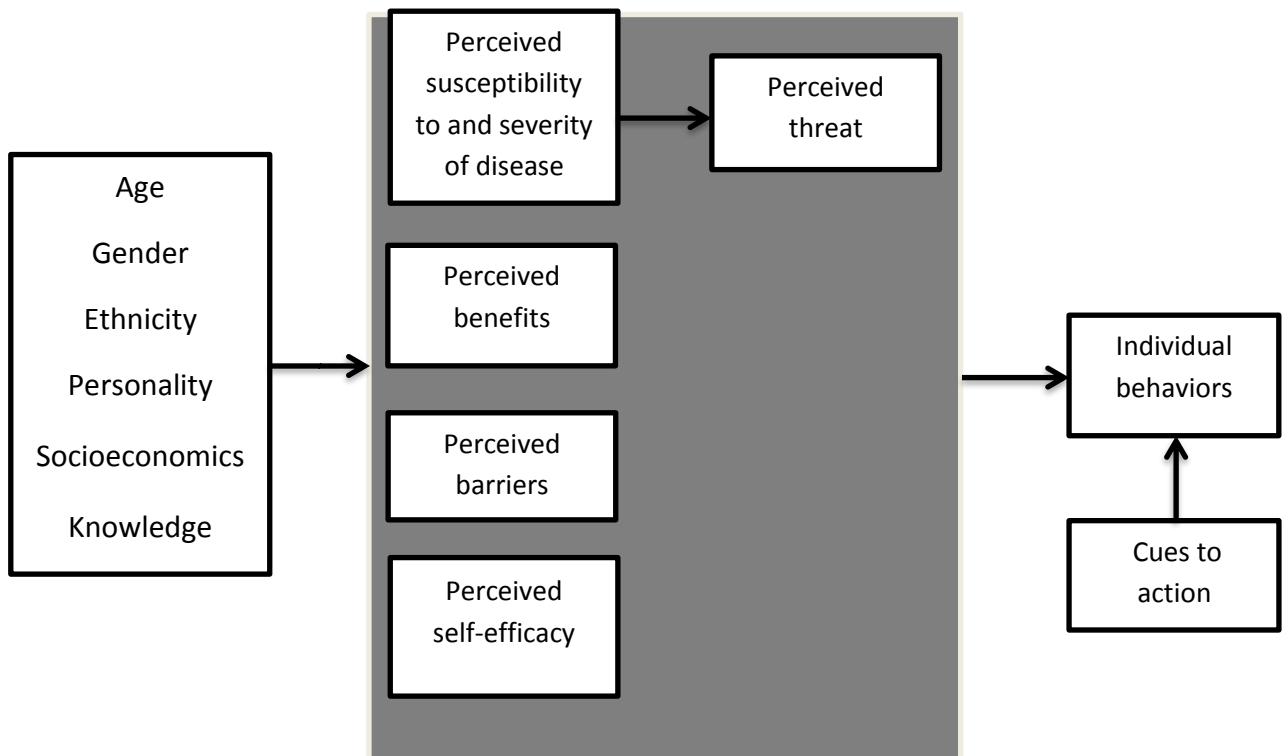 Age
Gender
Ethnicity
Personality
Socioeconomics
Knowledge
Perceived
susceptibility
to and severity
of disease
Perceived
threat
Perceived
benefits
Perceived
barriers
Perceived
self-efficacy
Individual
behaviors
Cues to
action